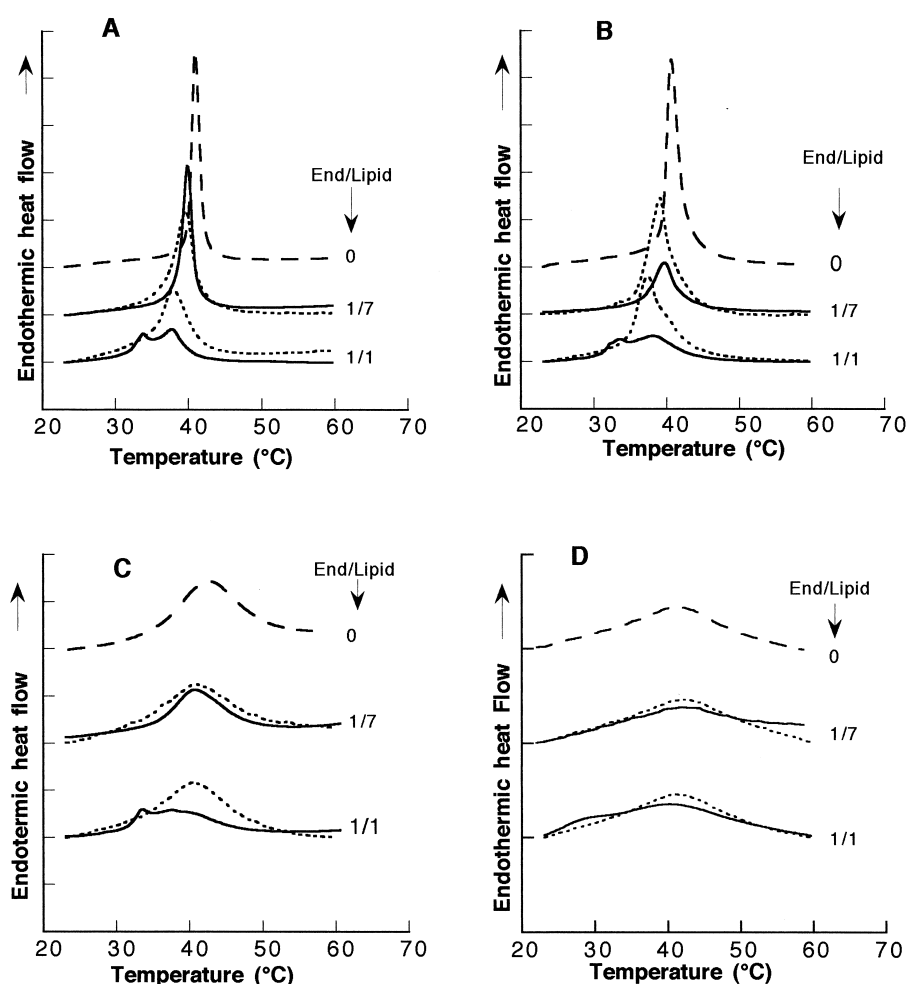 A
Endothermic heat flow
End/Lipid
0
1/7
1/1
20 30 40 50 60 70
Temperature (°C)
B
Endothermic heat flow
End/Lipid
0
1/7
1/1
20 30 40 50 60 70
Temperature (°C)
C
Endotermic heat flow
End/Lipid
0
1/7
1/1
20 30 40 50 60 70
Temperature (°C)
D
Endothermic heat Flow
End/Lipid
0
1/7
1/1
20 30 40 50 60 70
Temperature (°C)